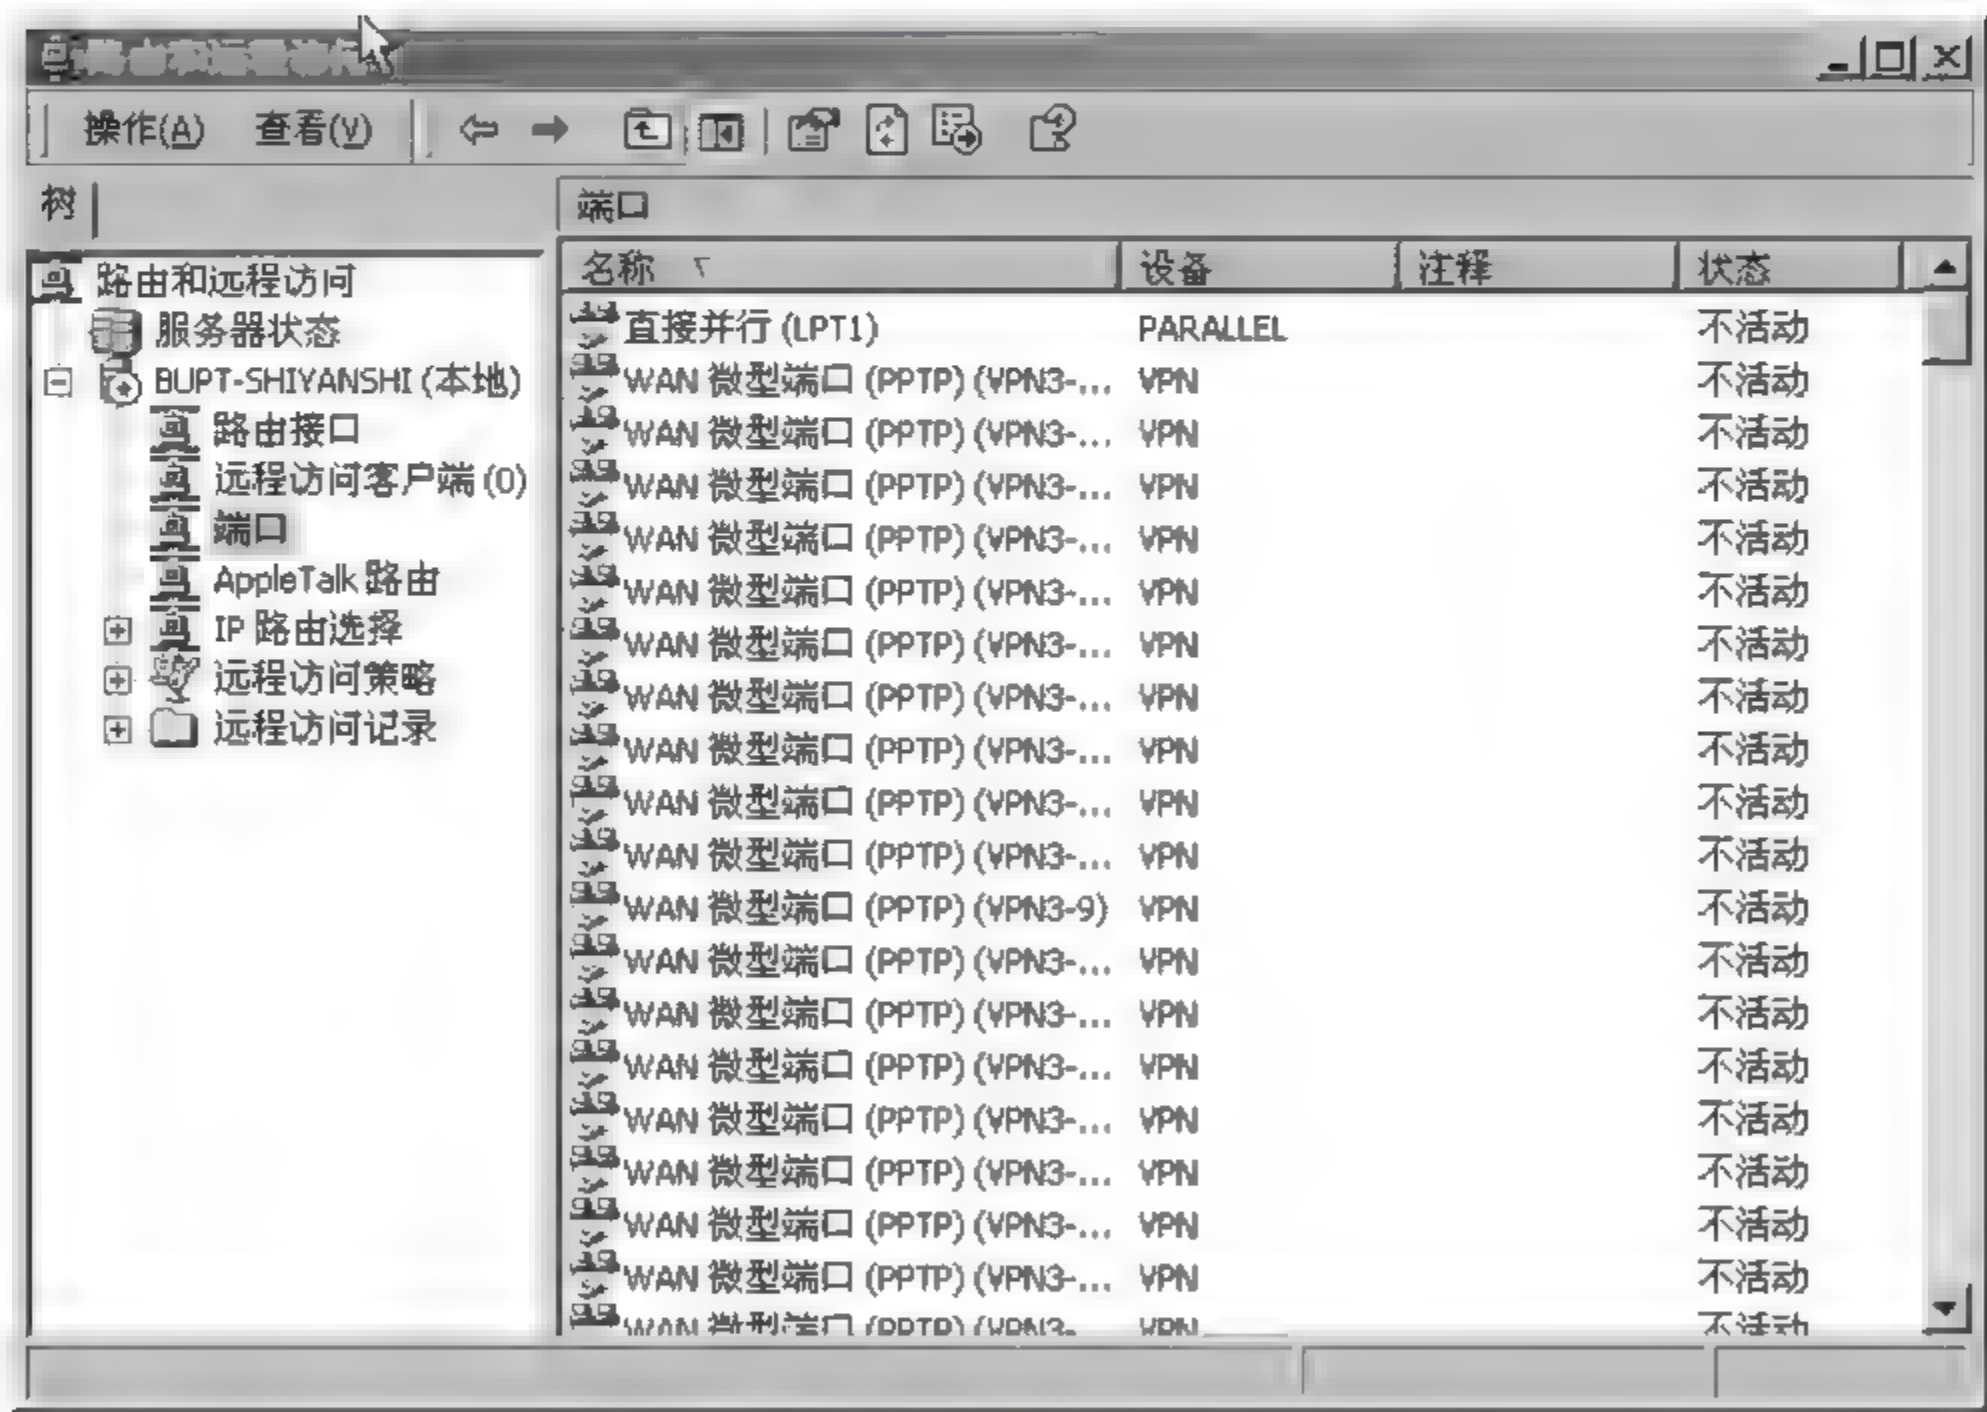 操作(A) 查看(V)
树
端口
路由和远程访问
服务器状态
BUPT-SHIYANSHI (本地)
路由接口
远程访问客户端 (0)
端口
AppleTalk 路由
IP 路由选择
远程访问策略
远程访问记录
名称 设备 注释 状态
直接并行 (LPT1) PARALLEL 不活动
WAN 微型端口 (PPTP) (VPN3-... VPN 不活动
WAN 微型端口 (PPTP) (VPN3-... VPN 不活动
WAN 微型端口 (PPTP) (VPN3-... VPN 不活动
WAN 微型端口 (PPTP) (VPN3-... VPN 不活动
WAN 微型端口 (PPTP) (VPN3-... VPN 不活动
WAN 微型端口 (PPTP) (VPN3-... VPN 不活动
WAN 微型端口 (PPTP) (VPN3-... VPN 不活动
WAN 微型端口 (PPTP) (VPN3-... VPN 不活动
WAN 微型端口 (PPTP) (VPN3-... VPN 不活动
WAN 微型端口 (PPTP) (VPN3-... VPN 不活动
WAN 微型端口 (PPTP) (VPN3-9) VPN 不活动
WAN 微型端口 (PPTP) (VPN3-... VPN 不活动
WAN 微型端口 (PPTP) (VPN3-... VPN 不活动
WAN 微型端口 (PPTP) (VPN3-... VPN 不活动
WAN 微型端口 (PPTP) (VPN3-... VPN 不活动
WAN 微型端口 (PPTP) (VPN3-... VPN 不活动
WAN 微型端口 (PPTP) (VPN3-... VPN 不活动
WAN 微型端口 (PPTP) (VPN3-... VPN 不活动
WAN 微型端口 (PPTP) (VPN3- VPN 不活动